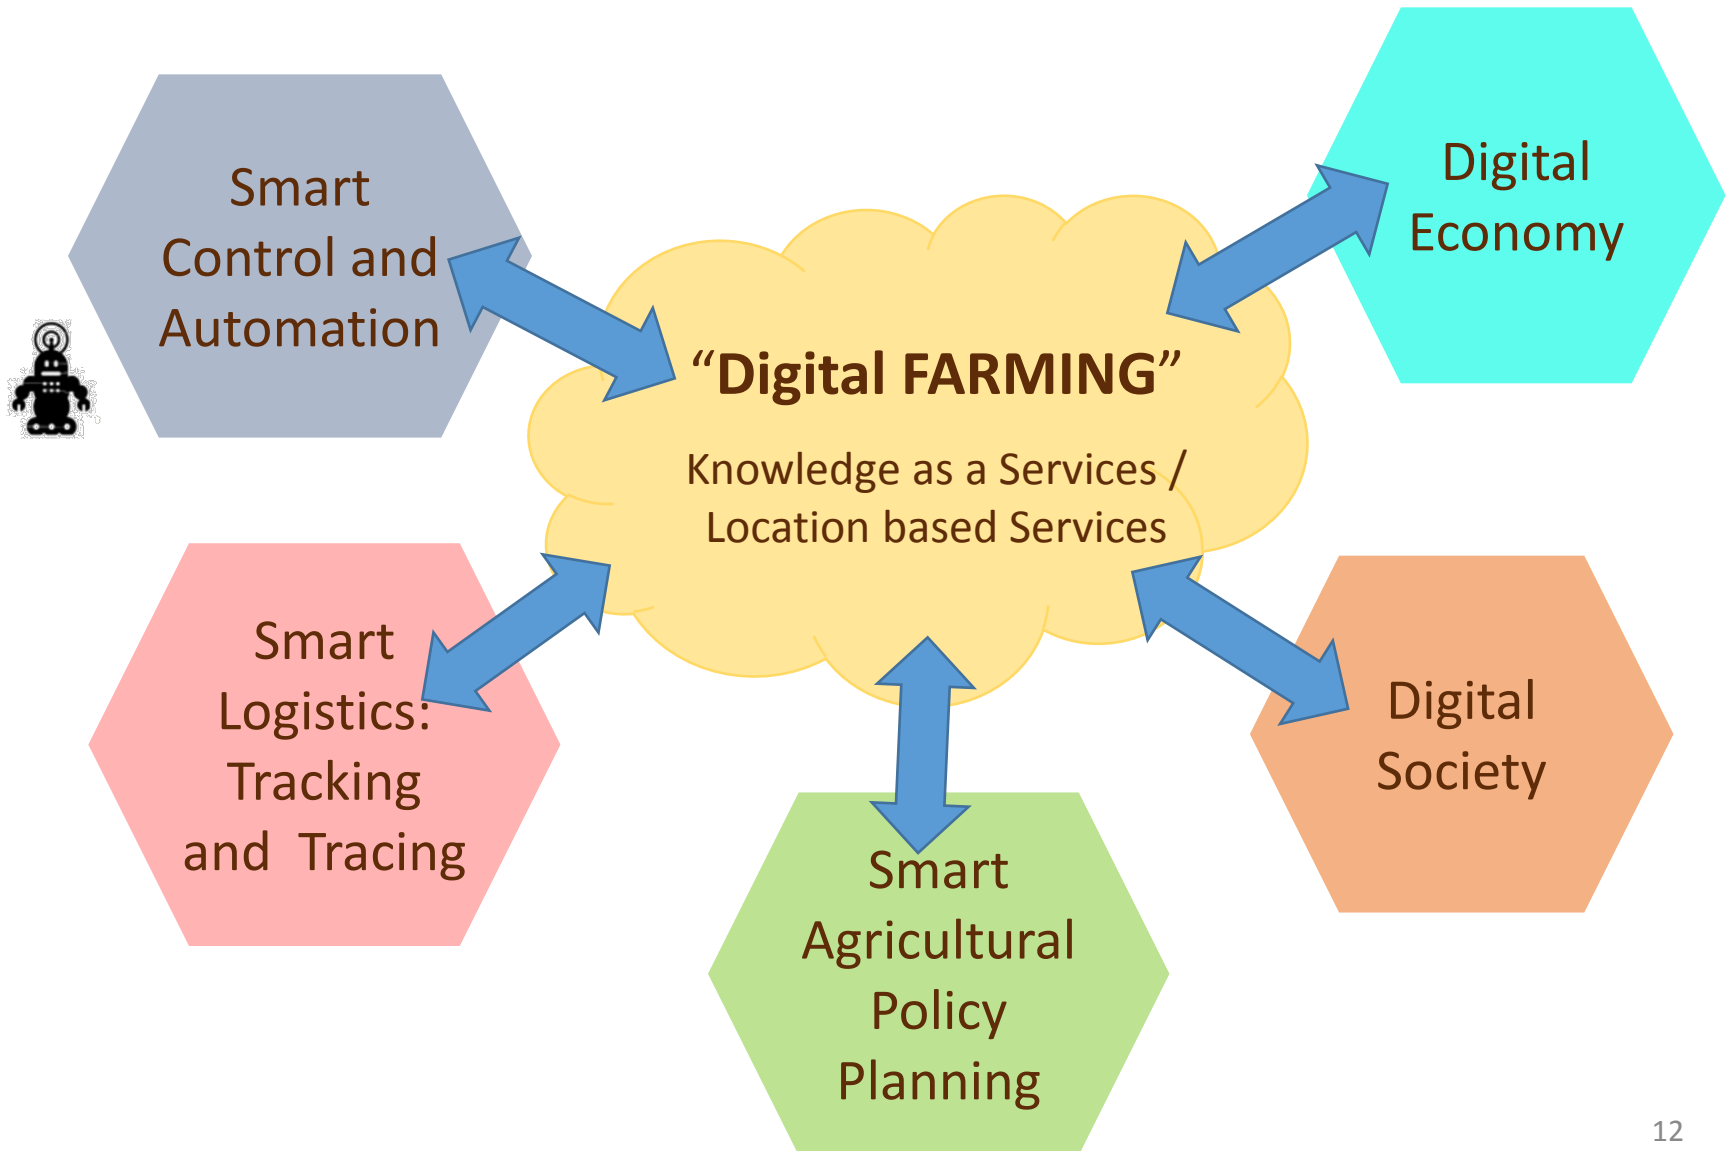 Smart
Control and
Automation
Digital
Economy
“Digital FARMING”
Knowledge as a Services /
Location based Services
Smart
Logistics:
Tracking
and  Tracing
Digital
Society
Smart
Agricultural
Policy
Planning
12